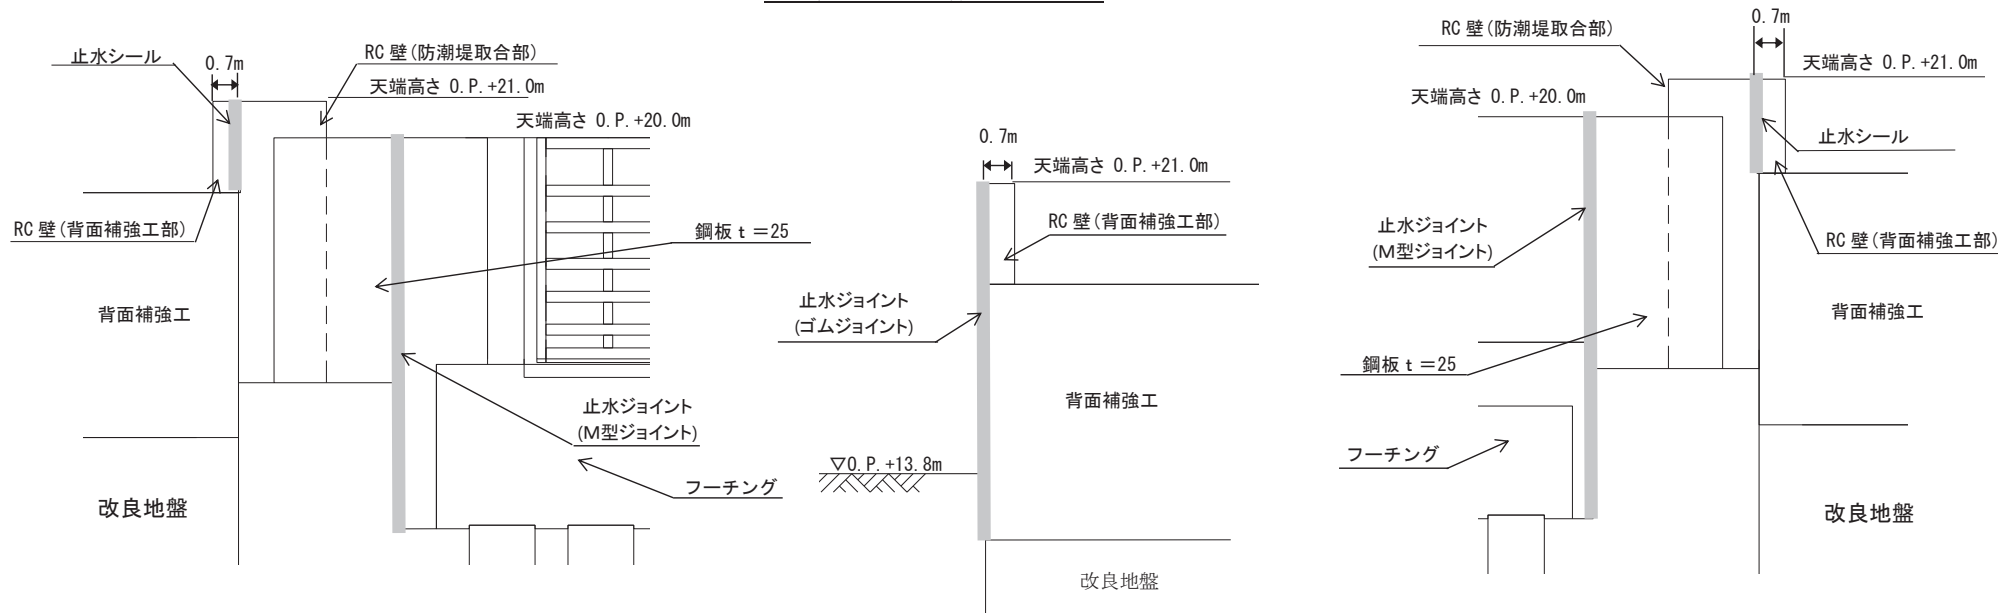 止水シール
0.7m
RC 壁(防潮堤取合部)
天端高さ O.P.+21.0m
天端高さ O.P.+20.0m
RC 壁(背面補強工部)
鋼板 t =25
背面補強工
止水ジョイント
(M型ジョイント)
フーチング
改良地盤
0.7m
天端高さ O.P.+21.0m
RC 壁(背面補強工部)
止水ジョイント
(ゴムジョイント)
背面補強工
▽O.P.+13.8m
改良地盤
0.7m
RC 壁(防潮堤取合部)
天端高さ O.P.+21.0m
天端高さ O.P.+20.0m
止水シール
止水ジョイント
(M型ジョイント)
RC 壁(背面補強工部)
背面補強工
鋼板 t =25
フーチング
改良地盤